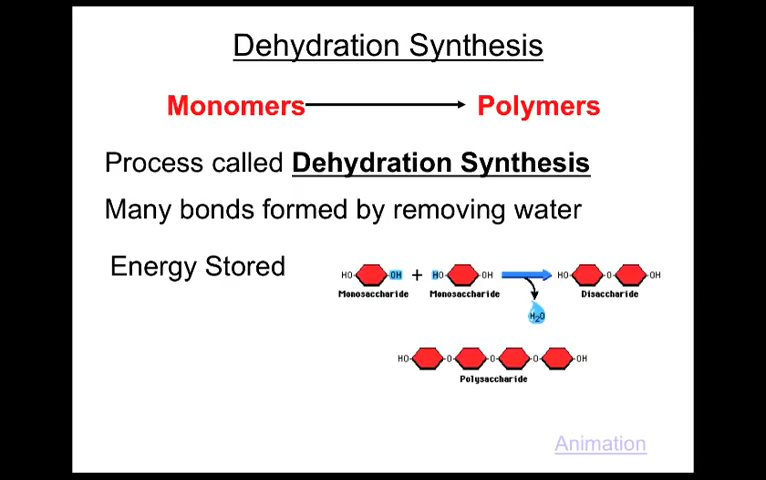 Dehydration Synthesis
Monomers Polymers
Process called Dehydration Synthesis
Many bonds formed by removing water
Energy Stored
HO OH + HO OH HO O OH
Monosaccharide Monosaccharide Disaccharide
H2O
HO O O O OH
Polysaccharide
Animation